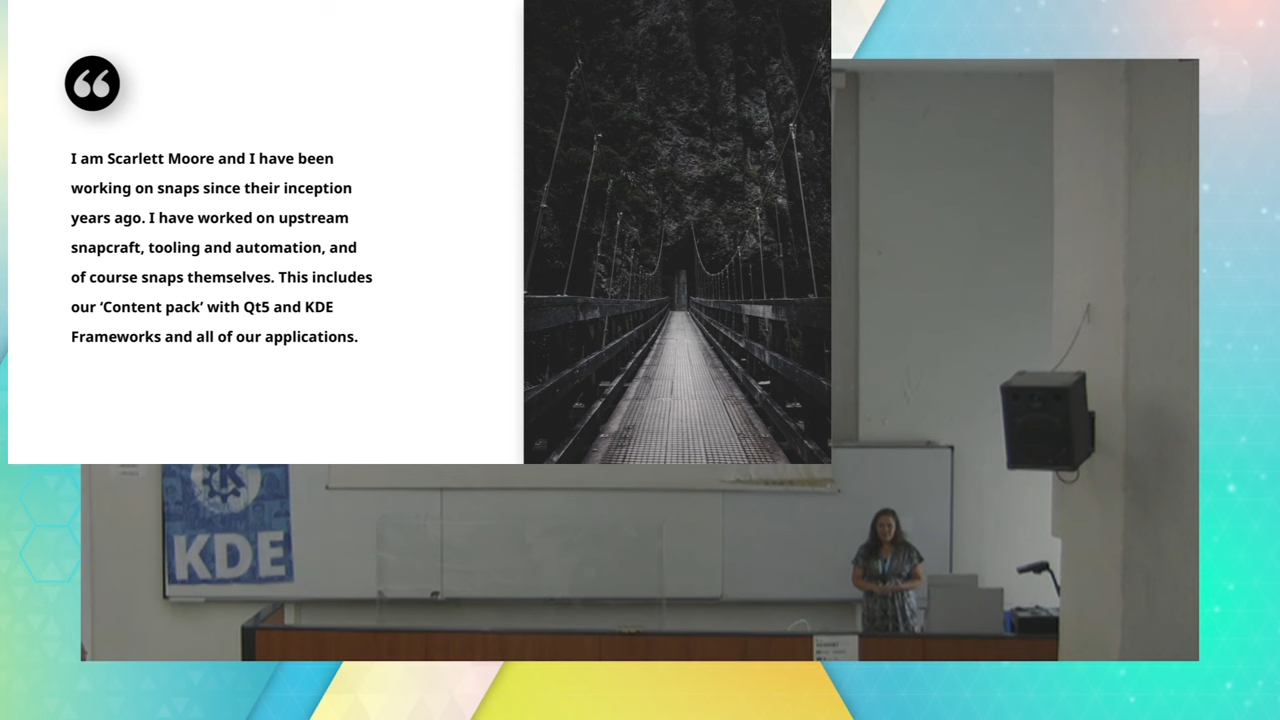 I am Scarlett Moore and I have been
working on snaps since their inception
years ago. I have worked on upstream
snapcraft, tooling and automation, and
of course snaps themselves. This includes
our ‘Content pack’ with Qt5 and KDE
Frameworks and all of our applications.
KDE